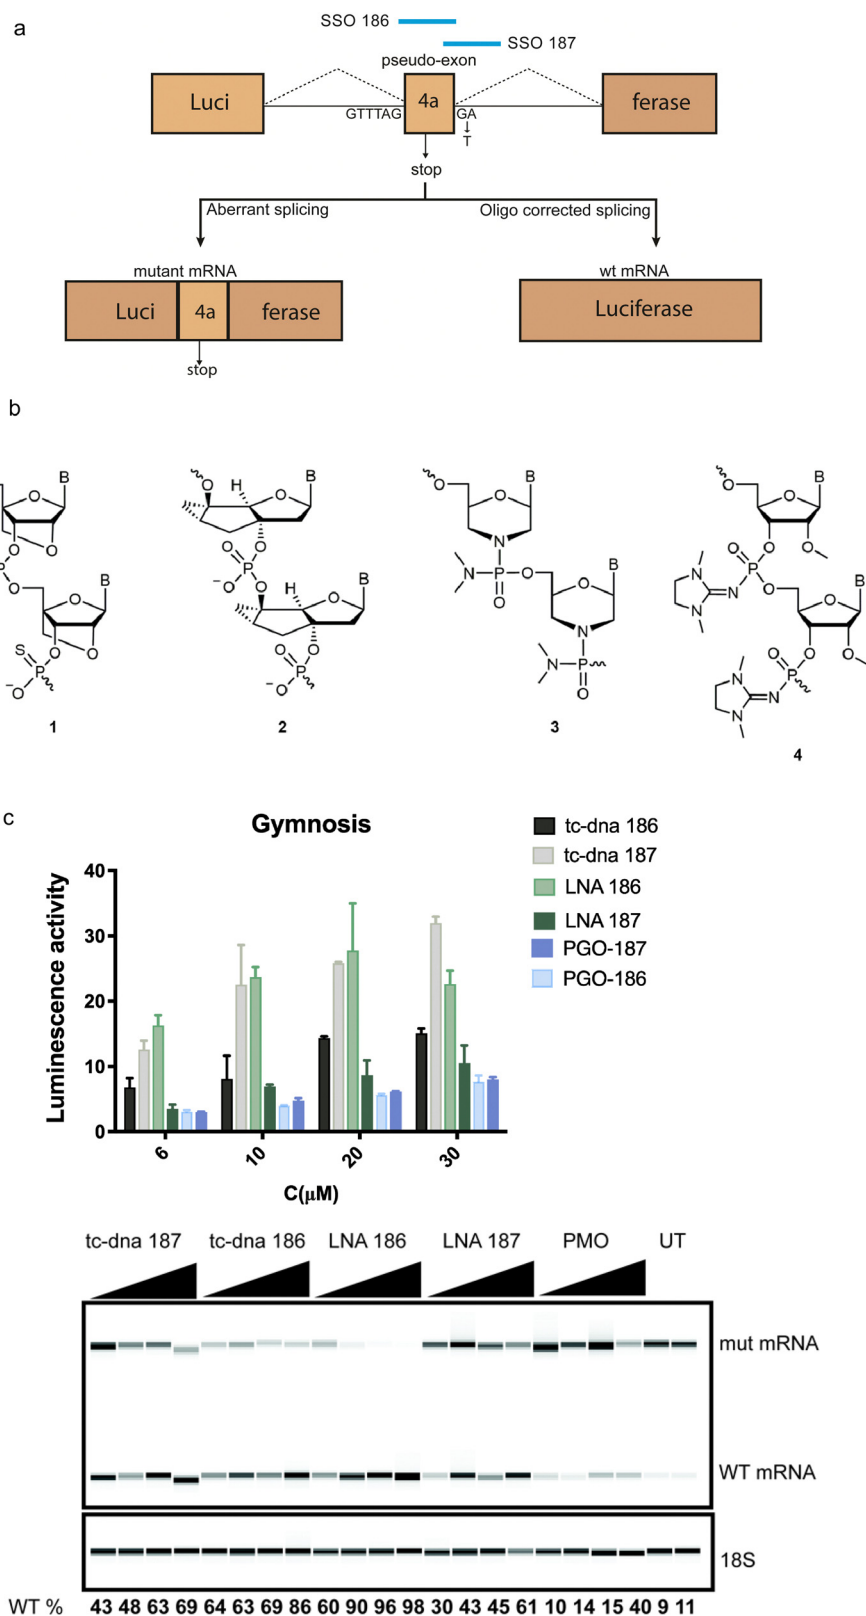 a
SSO 186
SSO 187
pseudo-exon
Luci
4a
ferase
GTTTAG
GA
T
stop
Aberrant splicing
Oligo corrected splicing
mutant mRNA
wt mRNA
Luci
4a
ferase
Luciferase
stop
b
O O B
O O
P
O O B
S O O
P
−O
1
O H O B
O O
P
−O O H O B
O O
P
−O
2
O O B
N
N P O O B
O
N
N P
O
3
O O B
O O O
N P O O B
N N
O O O
N P
N N
4
c
Gymnosis
tc-dna 186
tc-dna 187
LNA 186
LNA 187
PGO-187
PGO-186
Luminescence activity
40
30
20
10
0
6 10 20 30
C(μM)
tc-dna 187 tc-dna 186 LNA 186 LNA 187 PMO UT
mut mRNA
WT mRNA
18S
WT % 43 48 63 69 64 63 69 86 60 90 96 98 30 43 45 61 10 14 15 40 9 11